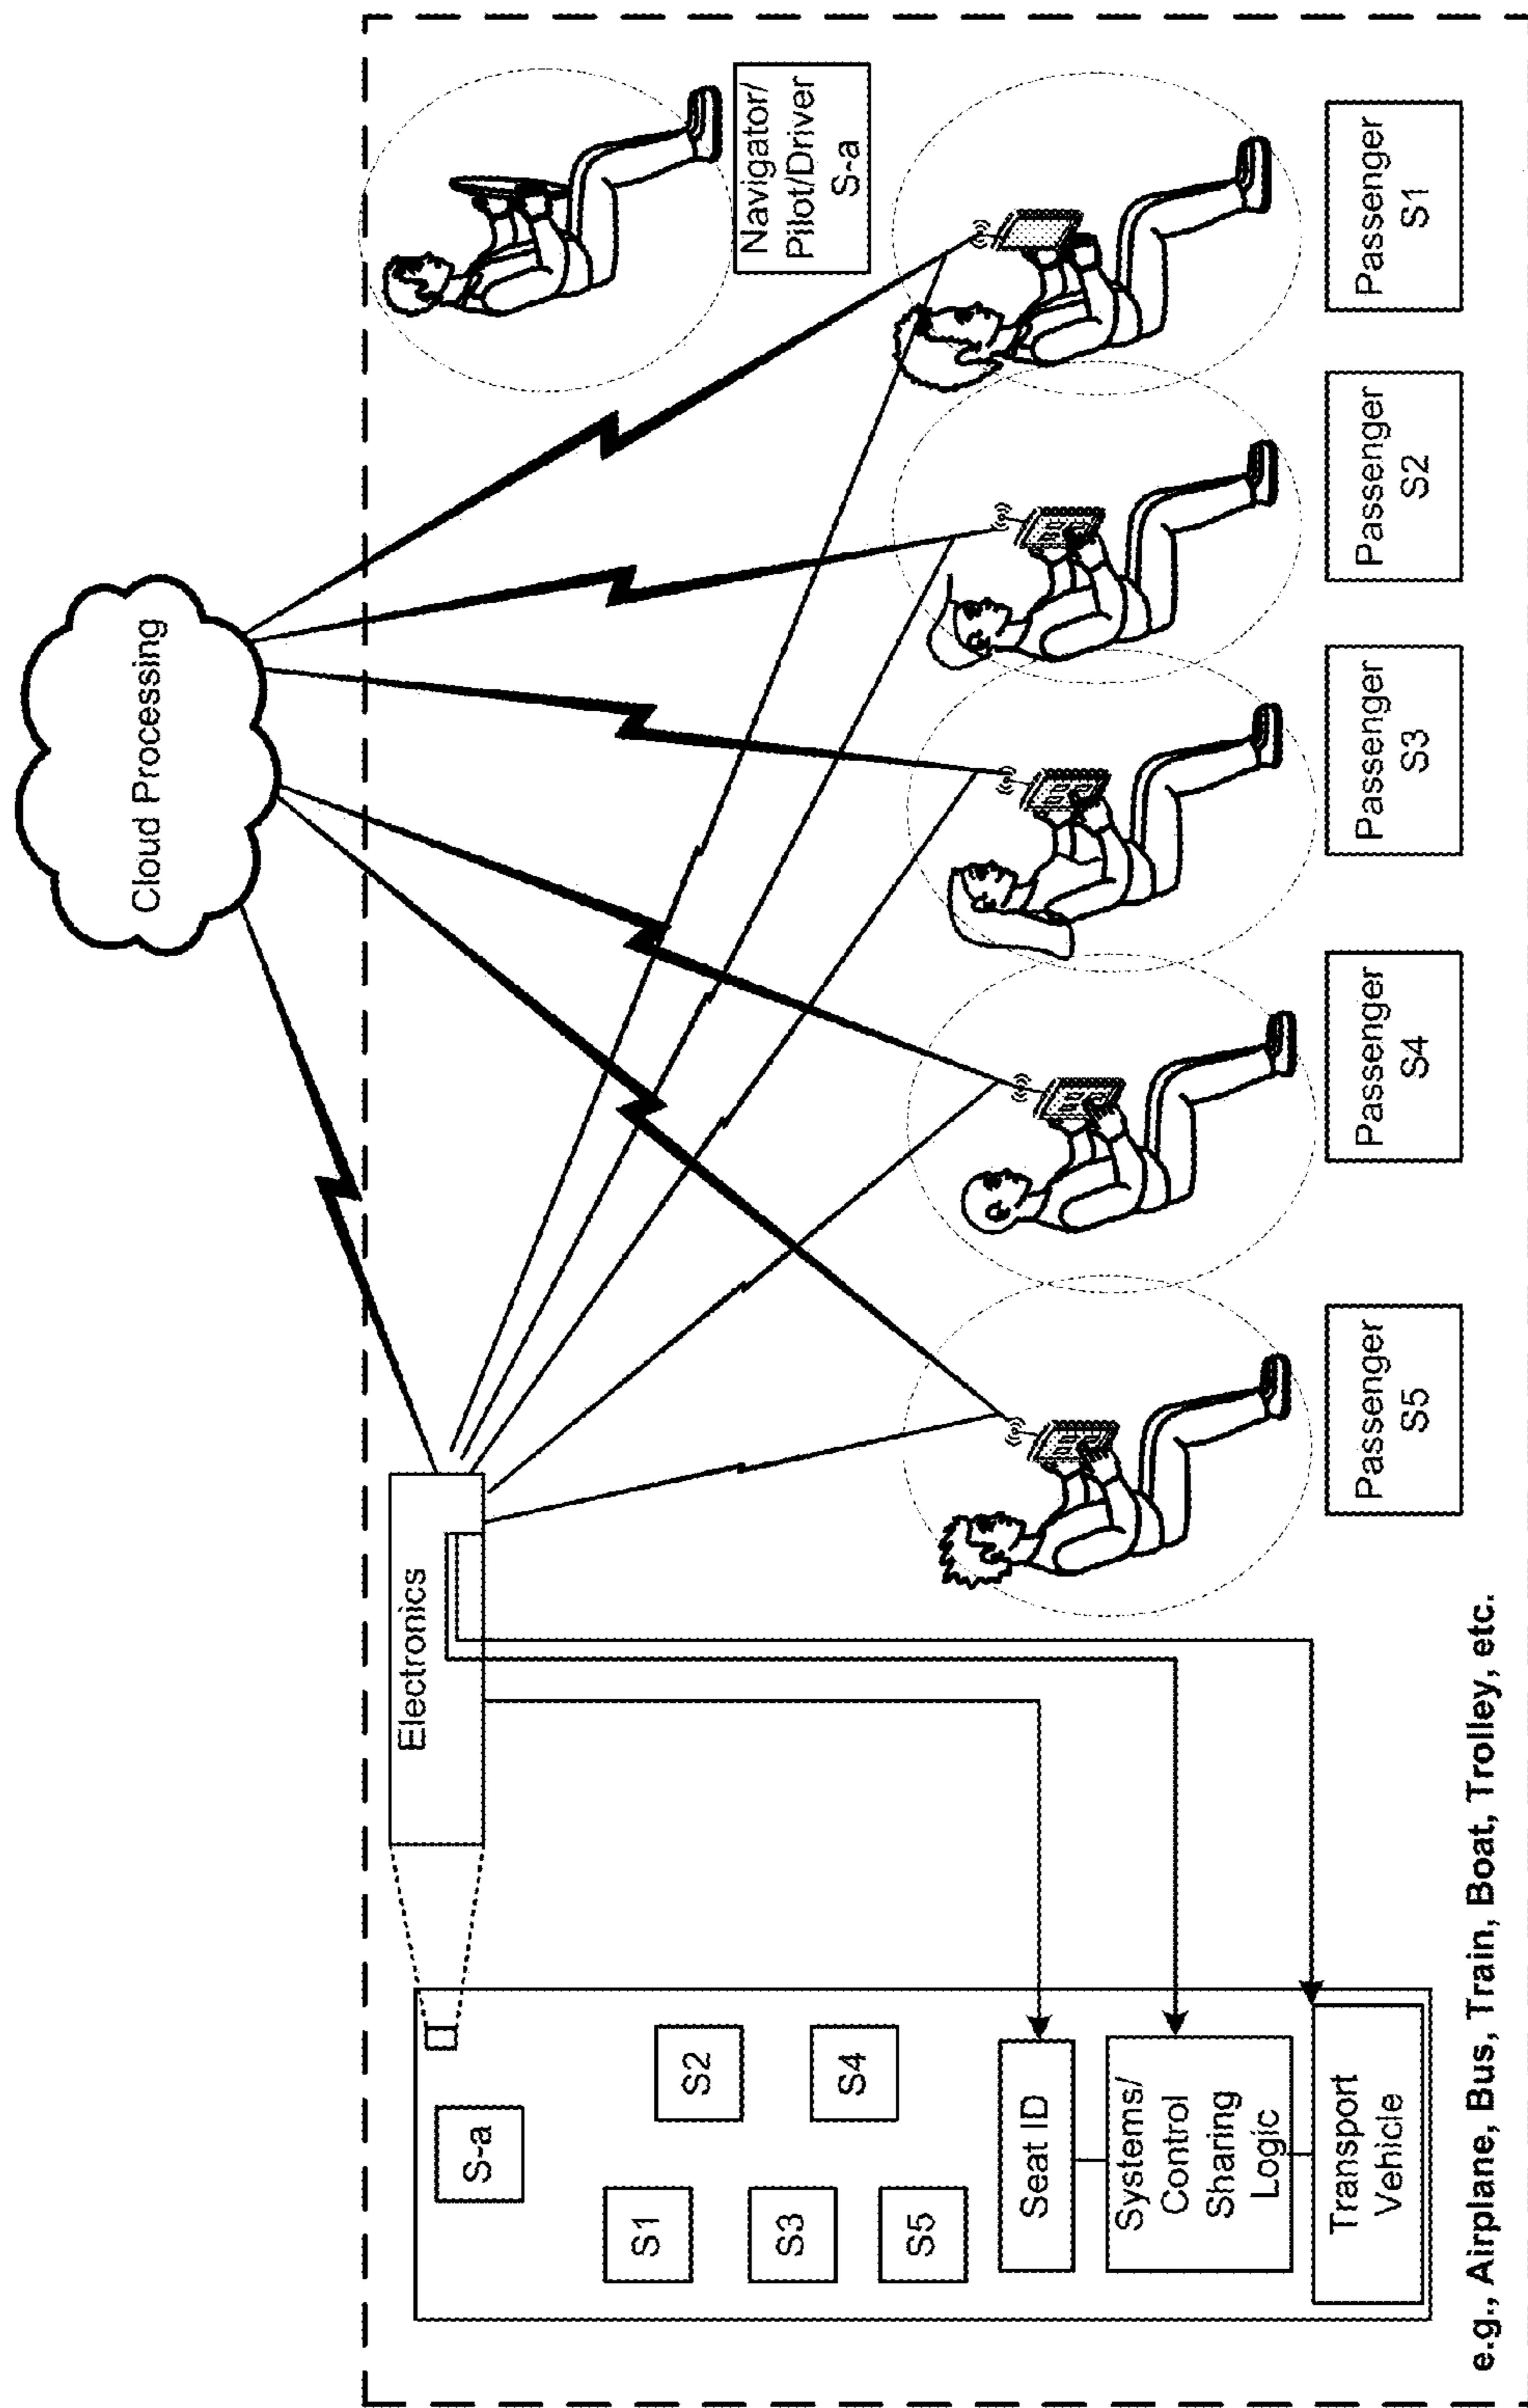 Cloud Processing
Electronics
Navigator/
Pilot/Driver
S-a
S-a
S1
S2
S3
S4
S5
Seat ID
Systems/
Control
Sharing
Logic
Transport
Vehicle
Passenger
S5
Passenger
S4
Passenger
S3
Passenger
S2
Passenger
S1
e.g., Airplane, Bus, Train, Boat, Trolley, etc.